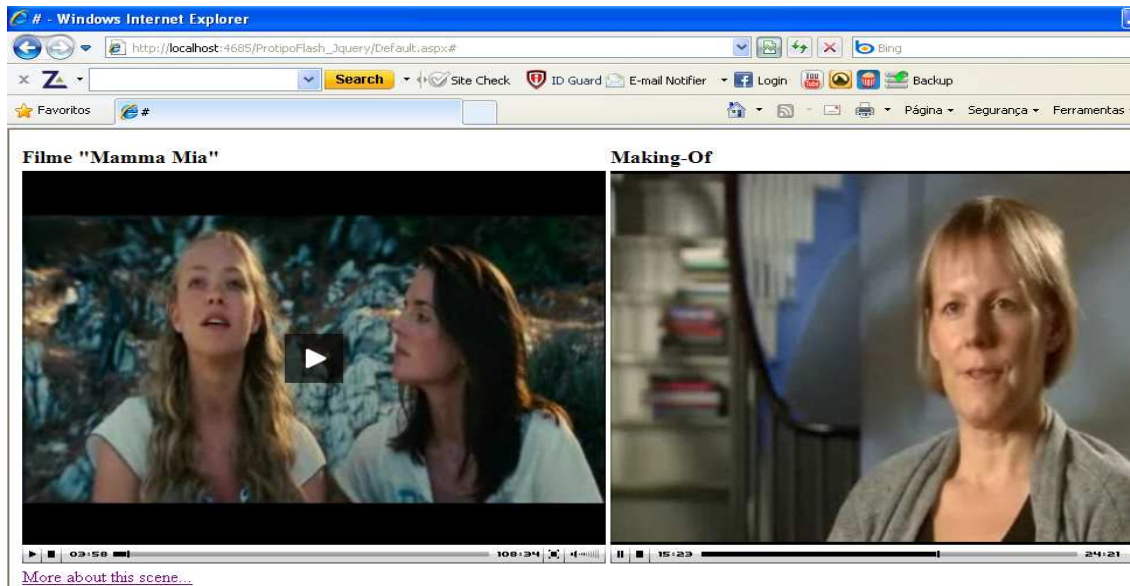 # - Windows Internet Explorer
http://localhost:4685/ProtipoFlash_Jquery/Default.aspx#
Bing
Search
Site Check
ID Guard
E-mail Notifier
Login
You Tube
Backup
Favoritos
#
Página
Segurança
Ferramentas
Filme "Mamma Mia"
Making-Of
03:58
108:34
15:23
24:21
More about this scene...